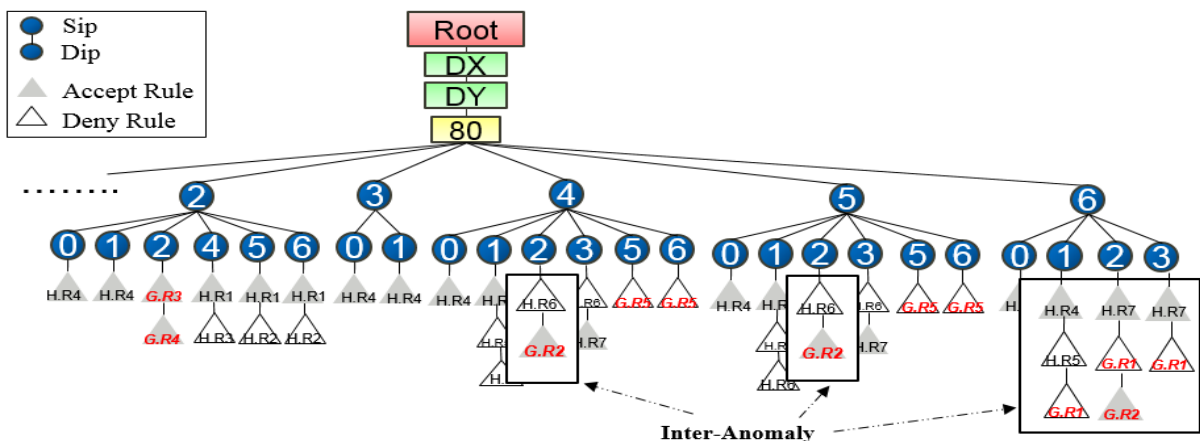 Sip
Dip
Accept Rule
Deny Rule
Root
DX
DY
80
........
2 3 4 5 6
0 1 2 4 5 6 0 1 0 1 2 3 5 6 0 1 2 3 5 6 0 1 2 3
H.R4 H.R4 G.R3 H.R1 H.R1 H.R1 H.R4 H.R4 H.R4 H.R6 G.R5 G.R5 H.R4 H.R6 H.R6 G.R5 G.R5 H.R4 H.R7 H.R7
G.R4 H.R3 H.R2 H.R2 G.R2 H.R7 G.R2 H.R7 H.R5 G.R1 G.R1
H.R6 G.R1 G.R2
Inter-Anomaly